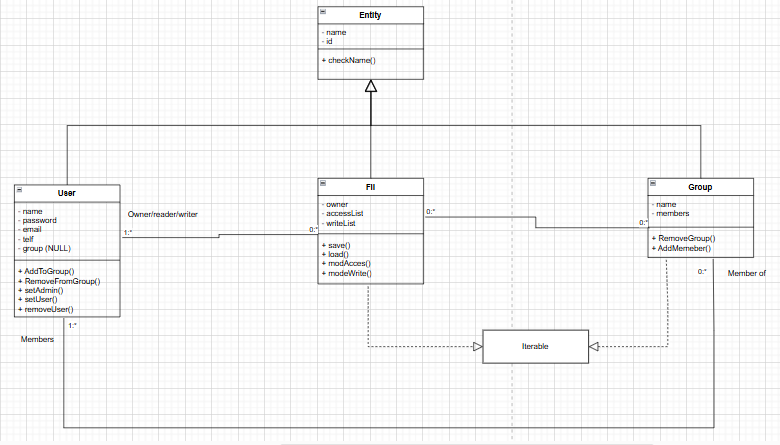 Entity
- name
- id
+ checkName()
User
- name
- password
- email
- telf
- group (NULL)
+ AddToGroup()
+ RemoveFromGroup()
+ setAdmin()
+ setUser()
+ removeUser()
Owner/reader/writer
1:*
0:*
Fil
- owner
- accessList
- writeList
+ save()
+ load()
+ modAcces()
+ modeWrite()
0:*
0:*
Group
- name
- members
+ RemoveGroup()
+ AddMemeber()
0:*
Member of
1:*
Members
Iterable